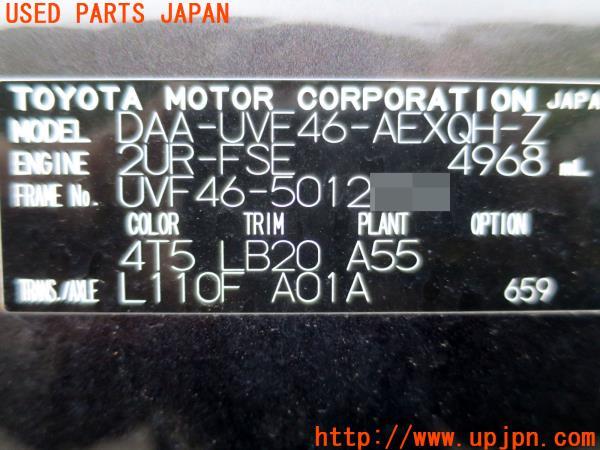 USED PARTS JAPAN
TOYOTA MOTOR CORPORATION JAPA
MODEL DAA-UVF46-AEXQH-Z
ENGINE 2UR-FSE 4968 mL
FRAME No. UVF46-5012
COLOR TRIM PLANT OPTION
4T5 LB20 A55
TRANS./AXLE L110F A01A 659
http://www.upjpn.com